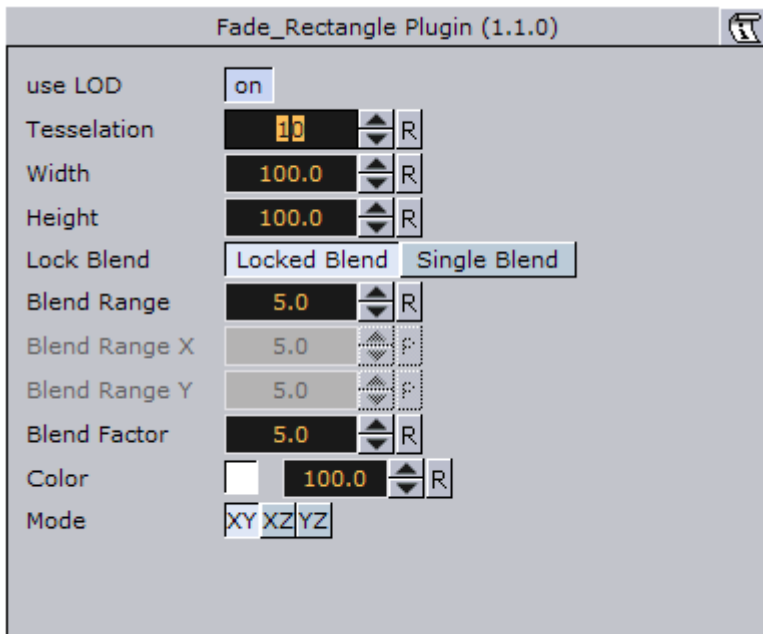 Fade_Rectangle Plugin (1.1.0)
use LOD on
Tesselation 10 R
Width 100.0 R
Height 100.0 R
Lock Blend Locked Blend Single Blend
Blend Range 5.0 R
Blend Range X 5.0 R
Blend Range Y 5.0 R
Blend Factor 5.0 R
Color 100.0 R
Mode XY XZ YZ